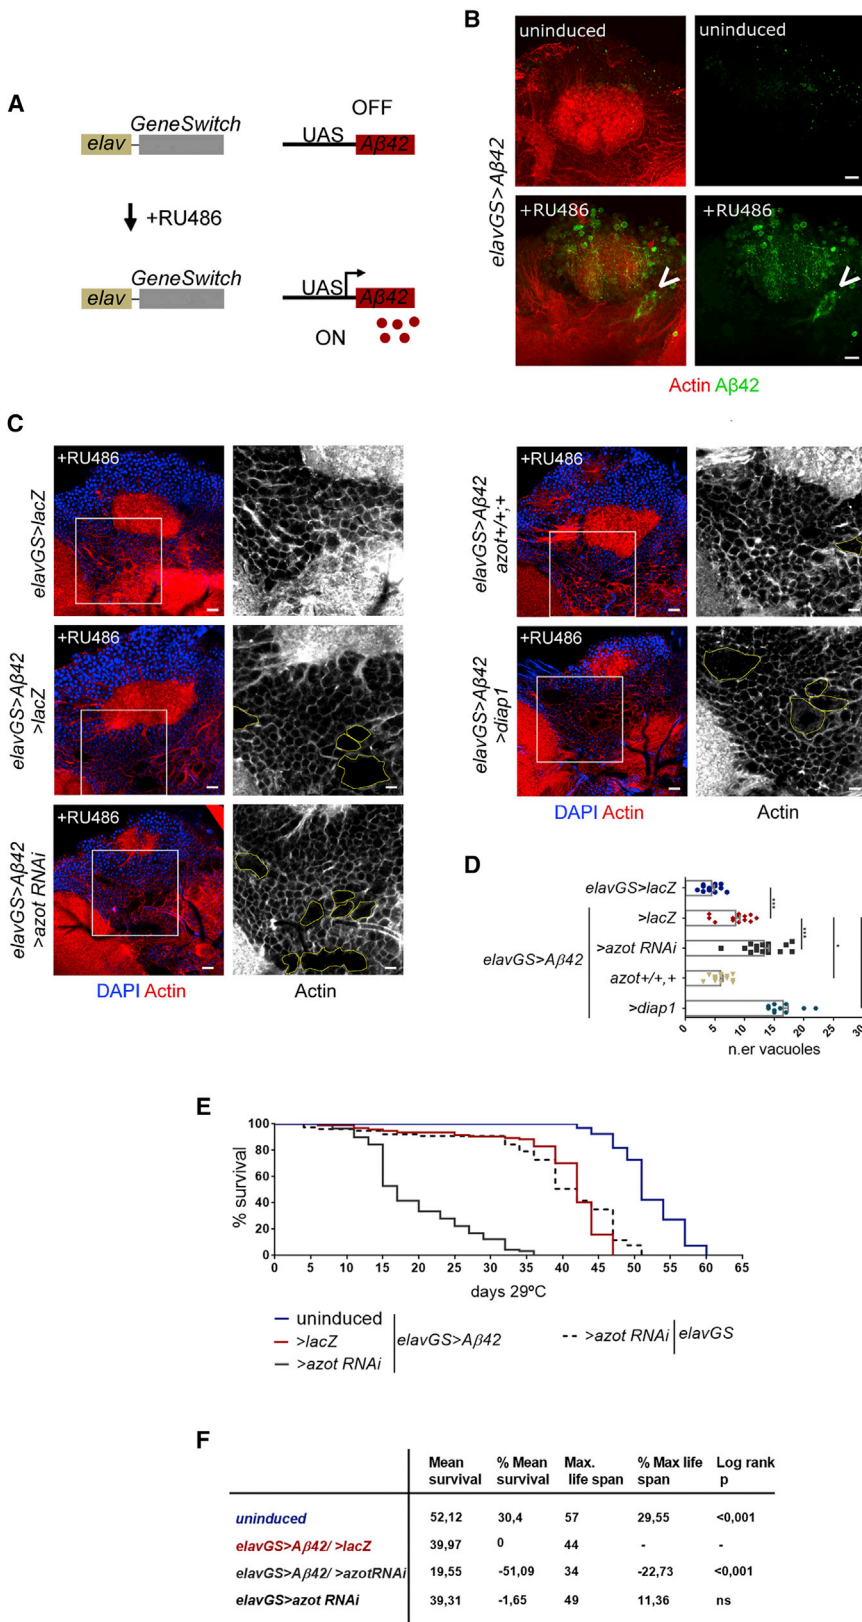 A
elav
GeneSwitch
OFF
UAS
Aβ42
+RU486
elav
GeneSwitch
UAS
Aβ42
ON
B
elavGS>Aβ42
uninduced
uninduced
+RU486
+RU486
Actin Aβ42
C
elavGS>lacZ
+RU486
elavGS>Aβ42
>lacZ
+RU486
elavGS>Aβ42
>azot RNAi
+RU486
DAPI Actin
Actin
elavGS>Aβ42
azot+/+;+
+RU486
elavGS>Aβ42
>diap1
+RU486
DAPI Actin
Actin
D
elavGS>lacZ
>lacZ
>azot RNAi
azot+/+,+
>diap1
elavGS>Aβ42
***
***
*
0 5 10 15 20 25 30
n.er vacuoles
E
% survival
100
80
60
40
20
0
0 5 10 15 20 25 30 35 40 45 50 55 60 65
days 29ºC
uninduced
>lacZ
>azot RNAi
elavGS>Aβ42
>azot RNAi
elavGS
F
Mean survival % Mean survival Max. life span % Max life span Log rank p
uninduced 52,12 30,4 57 29,55 <0,001
elavGS>Aβ42/ >lacZ 39,97 0 44 - -
elavGS>Aβ42/ >azotRNAi 19,55 -51,09 34 -22,73 <0,001
elavGS>azot RNAi 39,31 -1,65 49 11,36 ns